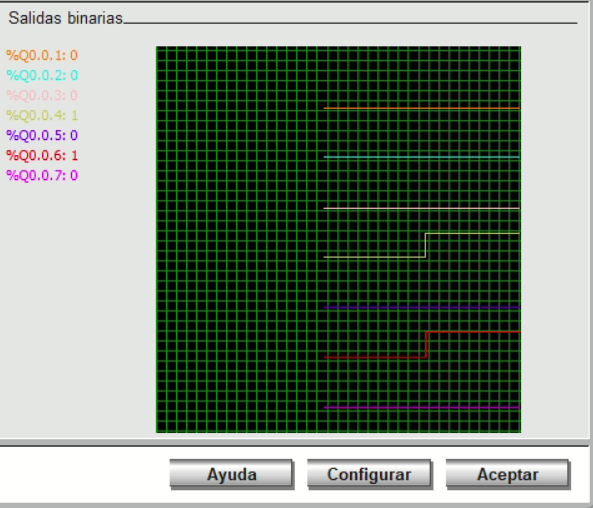 Salidas binarias
%Q0.0.1: 0
%Q0.0.2: 0
%Q0.0.3: 0
%Q0.0.4: 1
%Q0.0.5: 0
%Q0.0.6: 1
%Q0.0.7: 0
Ayuda Configurar Aceptar